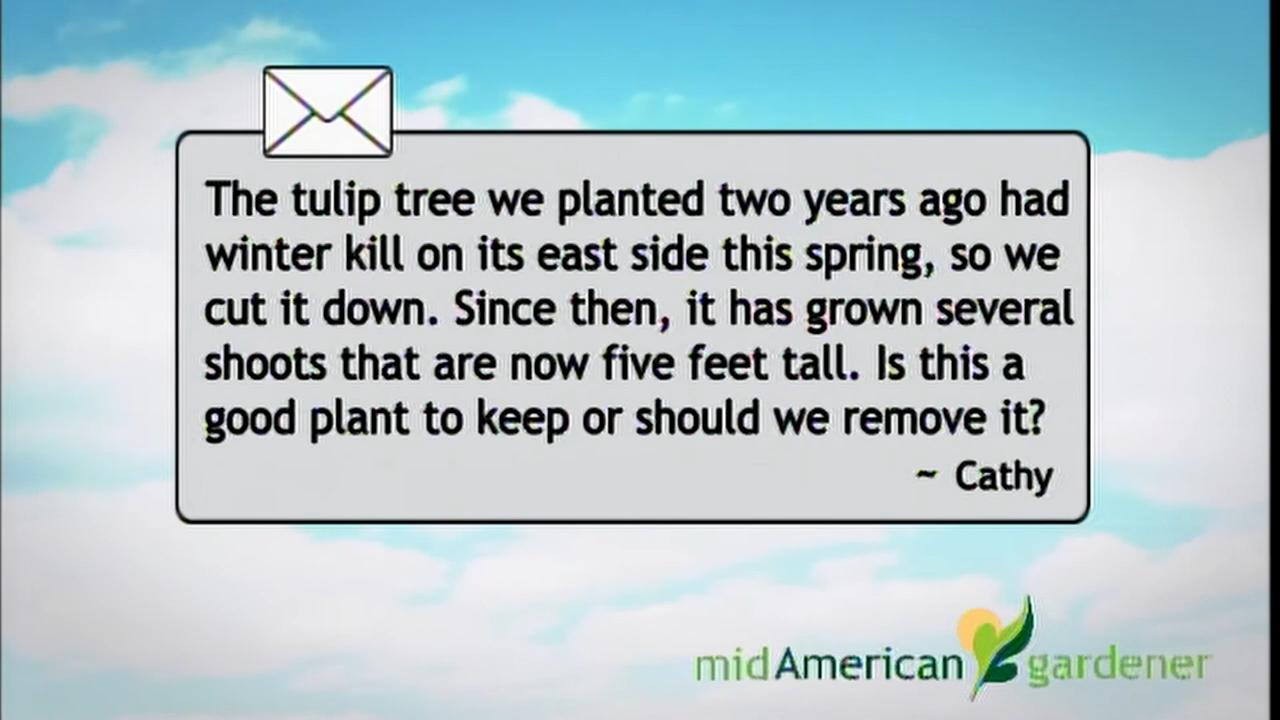 The tulip tree we planted two years ago had
winter kill on its east side this spring, so we
cut it down. Since then, it has grown several
shoots that are now five feet tall. Is this a
good plant to keep or should we remove it?
~ Cathy
midAmerican gardener